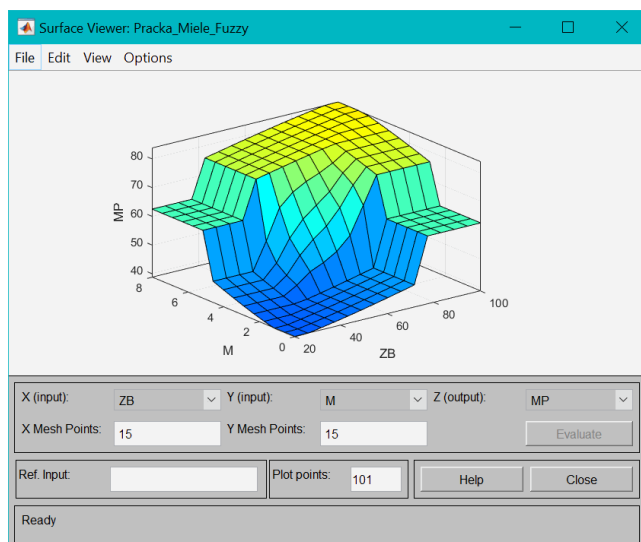 Surface Viewer: Pracka_Miele_Fuzzy
File Edit View Options
80
70
60
50
40
MP
8
6
4
2
0
M
20
40
60
80
100
ZB
X (input): ZB Y (input): M Z (output): MP
X Mesh Points: 15 Y Mesh Points: 15 Evaluate
Ref. Input: Plot points: 101 Help Close
Ready